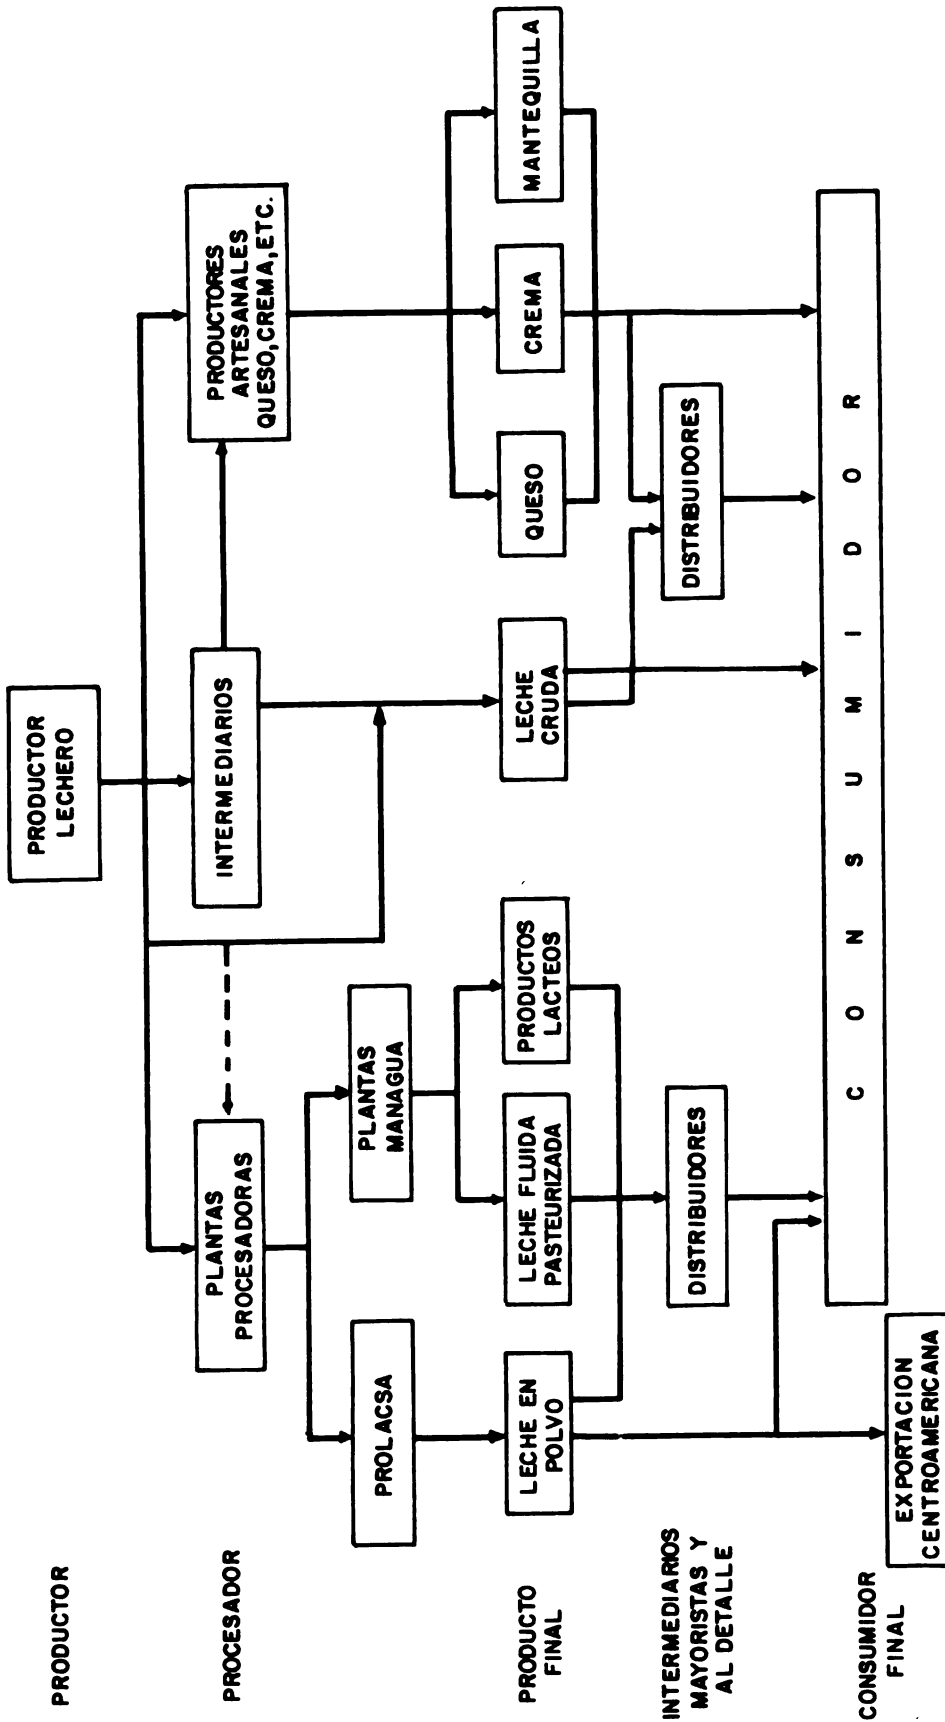 PRODUCTOR
PRODUCTOR
LECHERO
PROCESADOR
PLANTAS
PROCESADORAS
INTERMEDIARIOS
PRODUCTORES
ARTESANALES
QUESO,CREMA,ETC.
PROLACSA
PLANTAS
MANAGUA
PRODUCTO
FINAL
LECHE EN
POLVO
LECHE FLUIDA
PASTEURIZADA
PRODUCTOS
LACTEOS
LECHE
CRUDA
QUESO
CREMA
MANTEQUILLA
INTERMEDIARIOS
MAYORISTAS Y
AL DETALLE
DISTRIBUIDORES
DISTRIBUIDORES
CONSUMIDOR
FINAL
C O N S U M I D O R
EXPORTACION
CENTROAMERICANA